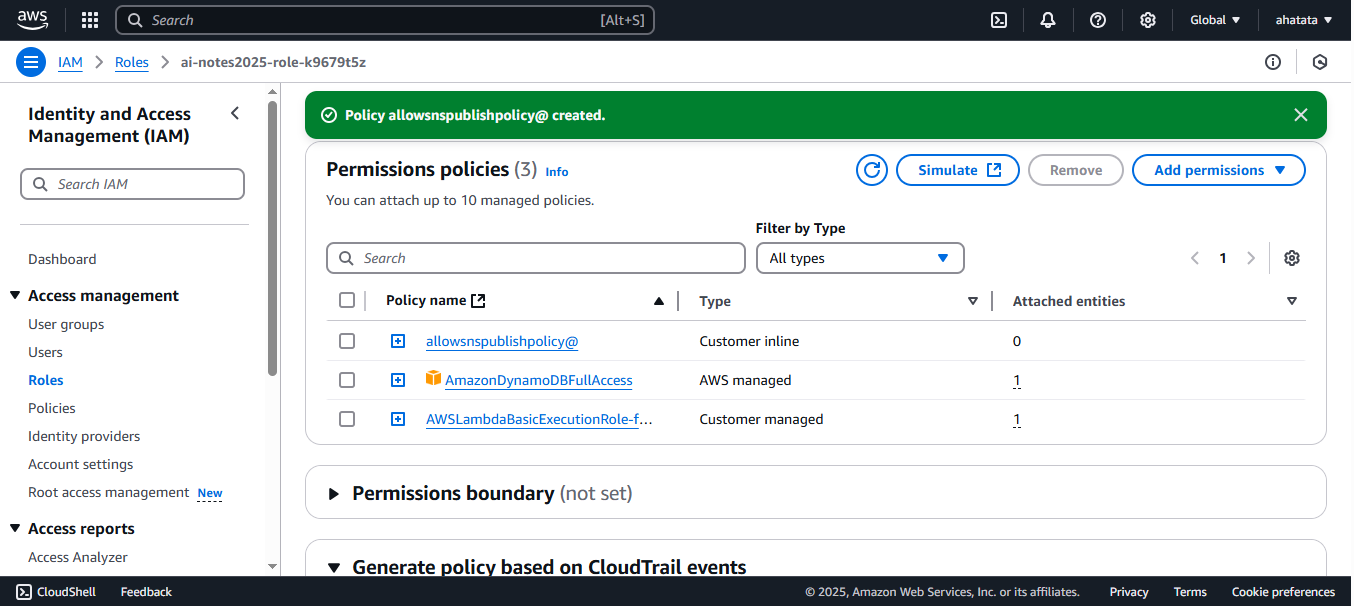 aws
Search [Alt+S]
Global
ahatata
IAM
Roles
ai-notes2025-role-k9679t5z
Identity and Access
Management (IAM)
Search IAM
Dashboard
Access management
User groups
Users
Roles
Policies
Identity providers
Account settings
Root access management New
Access reports
Access Analyzer
Policy allowsnspublishpolicy@ created.
Permissions policies (3) Info
Simulate
Remove
Add permissions
You can attach up to 10 managed policies.
Filter by Type
Search
All types
1
Policy name
Type
Attached entities
allowsnspublishpolicy@ Customer inline 0
AmazonDynamoDBFullAccess AWS managed 1
AWSLambdaBasicExecutionRole-f... Customer managed 1
Permissions boundary (not set)
Generate policy based on CloudTrail events
CloudShell
Feedback
© 2025, Amazon Web Services, Inc. or its affiliates.
Privacy
Terms
Cookie preferences